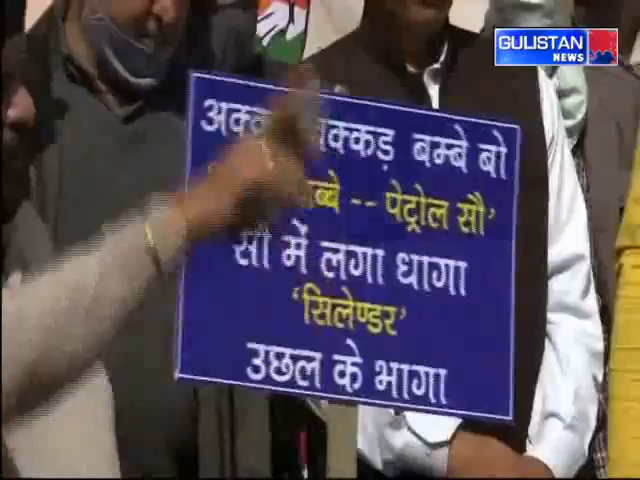 GULISTAN
NEWS
बम्बे बो
-- पेट्रोल सौ'
सौ में लगा धागा
'सिलेण्डर'
उछल के भागा